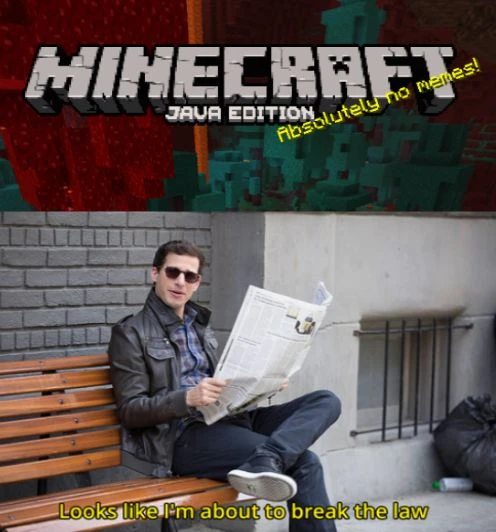 MINECRAFT
JAVA EDITION
Absolutely no memes!
Looks like I'm about to break the law